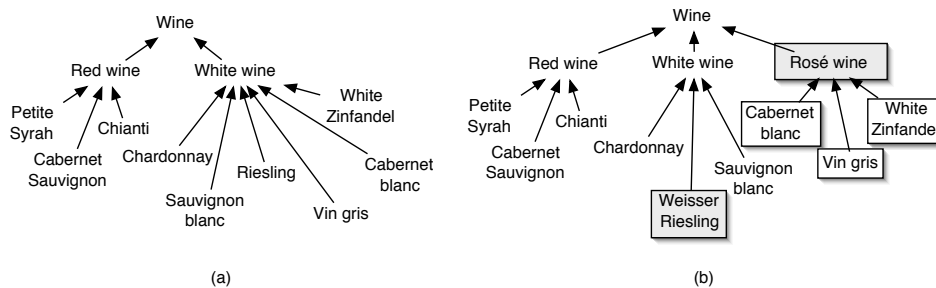 Wine
Red wine
White wine
Petite
Syrah
Chianti
Cabernet
Sauvignon
Chardonnay
Sauvignon
blanc
Riesling
Vin gris
Cabernet
blanc
White
Zinfandel
(a)
Wine
Red wine
White wine
Rosé wine
Petite
Syrah
Chianti
Cabernet
Sauvignon
Chardonnay
Weisser
Riesling
Sauvignon
blanc
Cabernet
blanc
Vin gris
White
Zinfandel
(b)